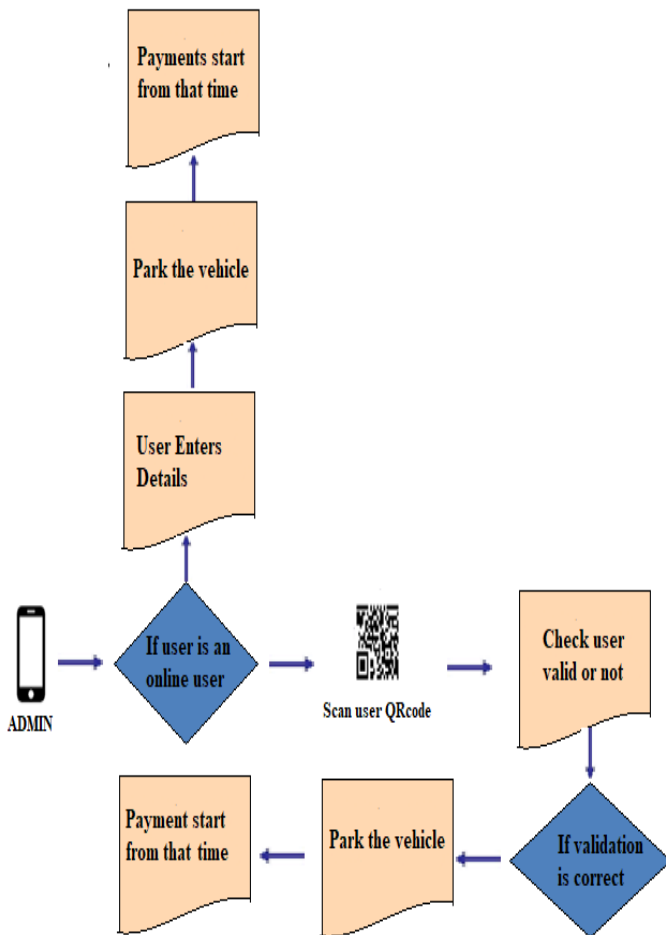 Payments start
from that time
Park the vehicle
User Enters
Details
If user is an
online user
ADMIN
Scan user QRcode
Check user
valid or not
If validation
is correct
Park the vehicle
Payment start
from that time